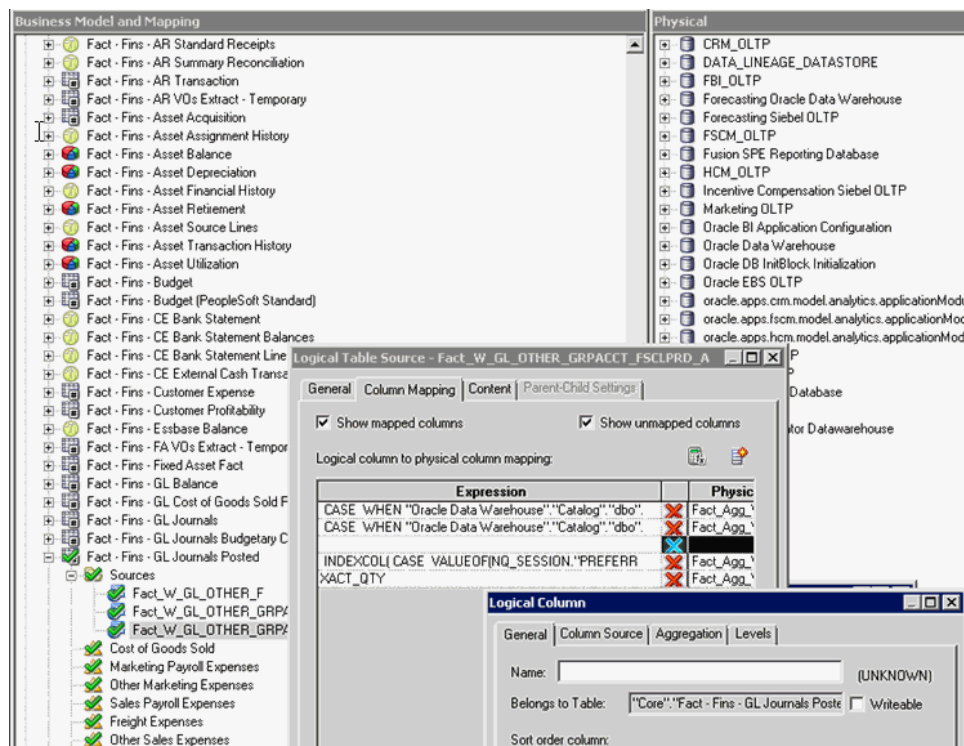 Business Model and Mapping
Fact - Fins - AR Standard Receipts
Fact - Fins - AR Summary Reconciliation
Fact - Fins - AR Transaction
Fact - Fins - AR VOs Extract - Temporary
Fact - Fins - Asset Acquisition
Fact - Fins - Asset Assignment History
Fact - Fins - Asset Balance
Fact - Fins - Asset Depreciation
Fact - Fins - Asset Financial History
Fact - Fins - Asset Retirement
Fact - Fins - Asset Source Lines
Fact - Fins - Asset Transaction History
Fact - Fins - Asset Utilization
Fact - Fins - Budget
Fact - Fins - Budget (PeopleSoft Standard)
Fact - Fins - CE Bank Statement
Fact - Fins - CE Bank Statement Balances
Fact - Fins - CE Bank Statement Line
Fact - Fins - CE External Cash Transa
Fact - Fins - Customer Expense
Fact - Fins - Customer Profitability
Fact - Fins - Essbase Balance
Fact - Fins - FA VOs Extract - Tempor
Fact - Fins - Fixed Asset Fact
Fact - Fins - GL Balance
Fact - Fins - GL Cost of Goods Sold F
Fact - Fins - GL Journals
Fact - Fins - GL Journals Budgetary C
Fact - Fins - GL Journals Posted
Sources
Fact_W_GL_OTHER_F
Fact_W_GL_OTHER_GRPA
Fact_W_GL_OTHER_GRPA
Cost of Goods Sold
Marketing Payroll Expenses
Other Marketing Expenses
Sales Payroll Expenses
Freight Expenses
Other Sales Expenses
Physical
CRM_OLTP
DATA_LINEAGE_DATASTORE
FBI_OLTP
Forecasting Oracle Data Warehouse
Forecasting Siebel OLTP
FSCM_OLTP
Fusion SPE Reporting Database
HCM_OLTP
Incentive Compensation Siebel OLTP
Marketing OLTP
Oracle BI Application Configuration
Oracle Data Warehouse
Oracle DB InitBlock Initialization
Oracle EBS OLTP
oracle.apps.crm.model.analytics.applicationModu
oracle.apps.fscm.model.analytics.applicationMod
oracle.apps.hcm.model.analytics.applicationMod
P
Database
tor Datawarehouse
Logical Table Source - Fact_W_GL_OTHER_GRPACCT_FSCLPRD_A
General Column Mapping Content Parent-Child Settings
Show mapped columns Show unmapped columns
Logical column to physical column mapping:
Expression Physic
CASE WHEN "Oracle Data Warehouse"."Catalog"."dbo". Fact_Agg_
CASE WHEN "Oracle Data Warehouse"."Catalog"."dbo". Fact_Agg_
INDEXCOL( CASE VALUEOF(NQ_SESSION."PREFERR Fact_Agg_
XACT_QTY Fact_Agg_
Logical Column
General Column Source Aggregation Levels
Name: (UNKNOWN)
Belongs to Table: "Core"."Fact - Fins - GL Journals Poste Writeable
Sort order column: